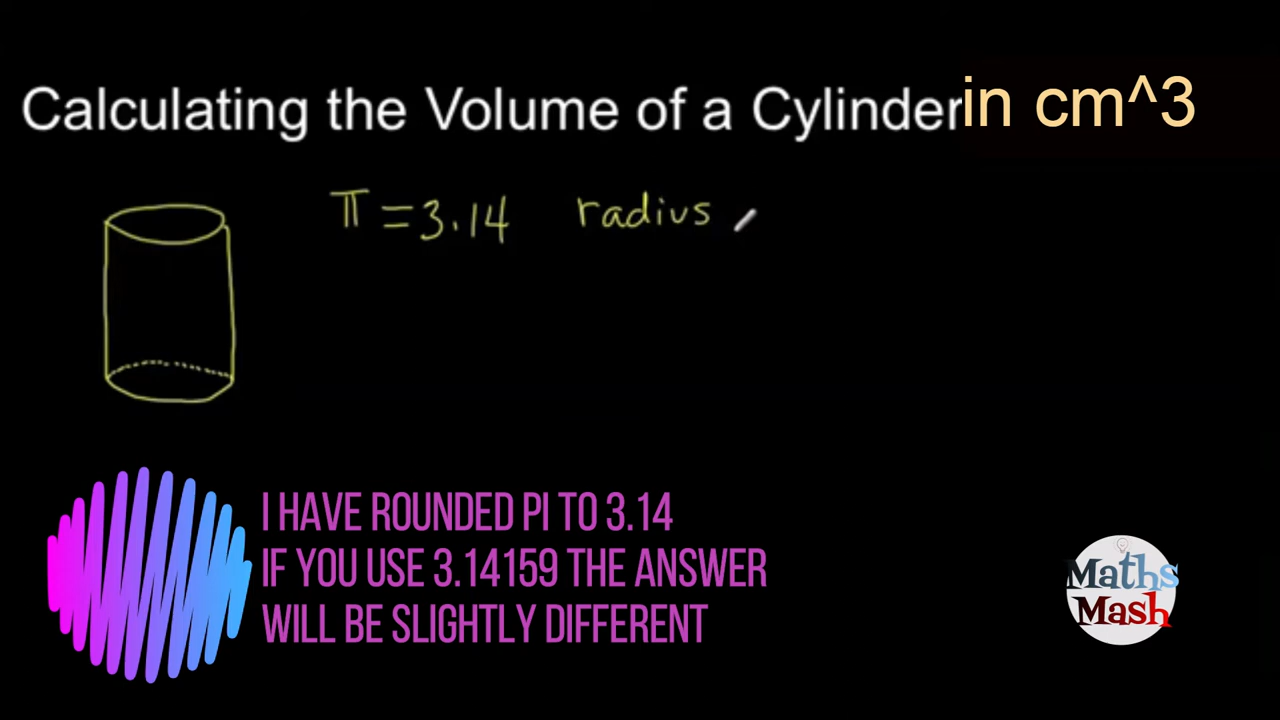 Calculating the Volume of a Cylinder in cm^3
π = 3.14 radius
I HAVE ROUNDED PI TO 3.14
IF YOU USE 3.14159 THE ANSWER
WILL BE SLIGHTLY DIFFERENT
Maths
Mash